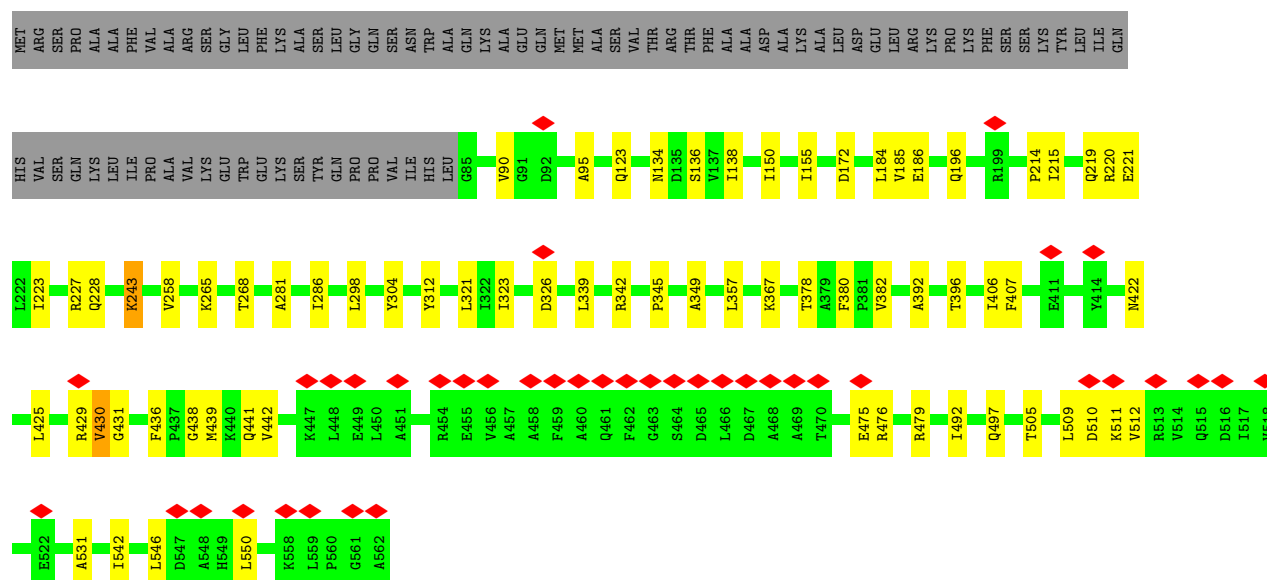 MET ARG SER PRO ALA ALA PHE VAL ALA ARG SER GLY LEU PHE LYS ALA SER LEU GLY GLN SER ASN TRP ALA GLN LYS ALA GLU GLN MET MET ALA SER VAL THR ARG THR PHE ALA ALA ASP ALA LYS ALA LEU ASP GLU LEU ARG LYS PRO LYS PHE SER SER LYS TYR LEU ILE GLN
HIS VAL SER GLN LYS LEU ILE PRO ALA VAL LYS GLU TRP GLU LYS SER TYR GLN PRO PRO VAL ILE HIS LEU G85 V90 G91 D92 A95 Q123 N134 D135 S136 V137 I138 I150 I155 D172 L184 V185 E186 Q196 R199 P214 I215 Q219 R220 E221
L222 I223 R227 Q228 K243 V258 K265 T268 A281 I286 L298 Y304 Y312 L321 I322 I323 D326 L339 R342 P345 A349 L357 K367 T378 A379 F380 P381 V382 A392 T396 I406 F407 E411 Y414 N422
L425 R429 V430 G431 F436 P437 G438 M439 K440 Q441 V442 K447 L448 E449 L450 A451 R454 E455 V456 A457 A458 F459 A460 Q461 F462 G463 S464 D465 L466 D467 A468 A469 T470 E475 R476 R479 I492 Q497 T505 L509 D510 K511 V512 R513 V514 Q515 D516 I517
E522 A531 I542 L546 D547 A548 H549 L550 K558 L559 P560 G561 A562